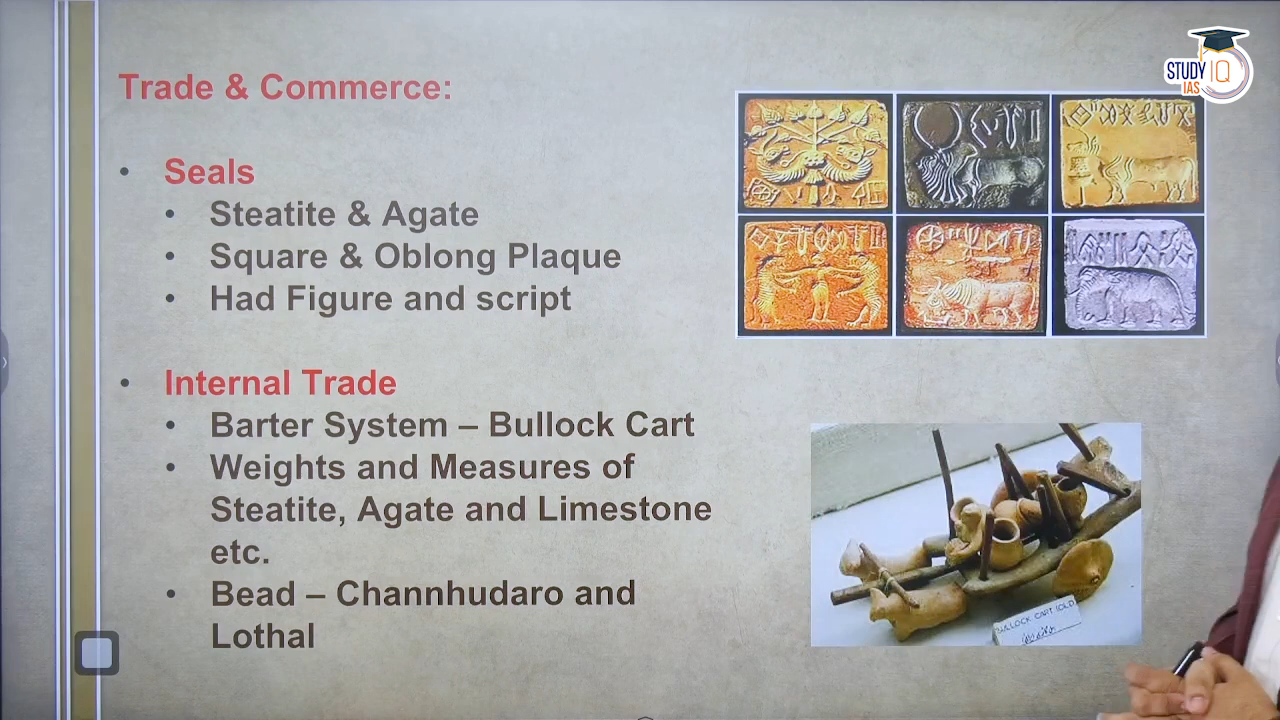 Trade & Commerce:
• Seals
• Steatite & Agate
• Square & Oblong Plaque
• Had Figure and script
• Internal Trade
• Barter System – Bullock Cart
• Weights and Measures of
Steatite, Agate and Limestone
etc.
• Bead – Channhudaro and
Lothal
STUDY IQ
IAS
BULLOCK CART